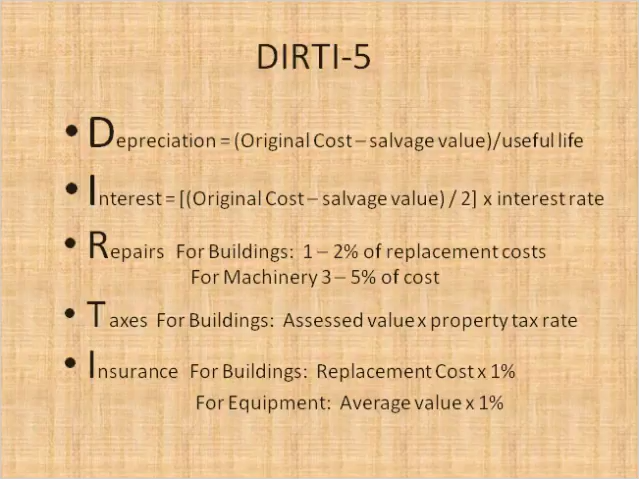 DIRTI-5
• Depreciation = (Original Cost – salvage value)/useful life
• Interest = [(Original Cost – salvage value) / 2] x interest rate
• Repairs For Buildings: 1 – 2% of replacement costs
For Machinery 3 – 5% of cost
• Taxes For Buildings: Assessed value x property tax rate
• Insurance For Buildings: Replacement Cost x 1%
For Equipment: Average value x 1%